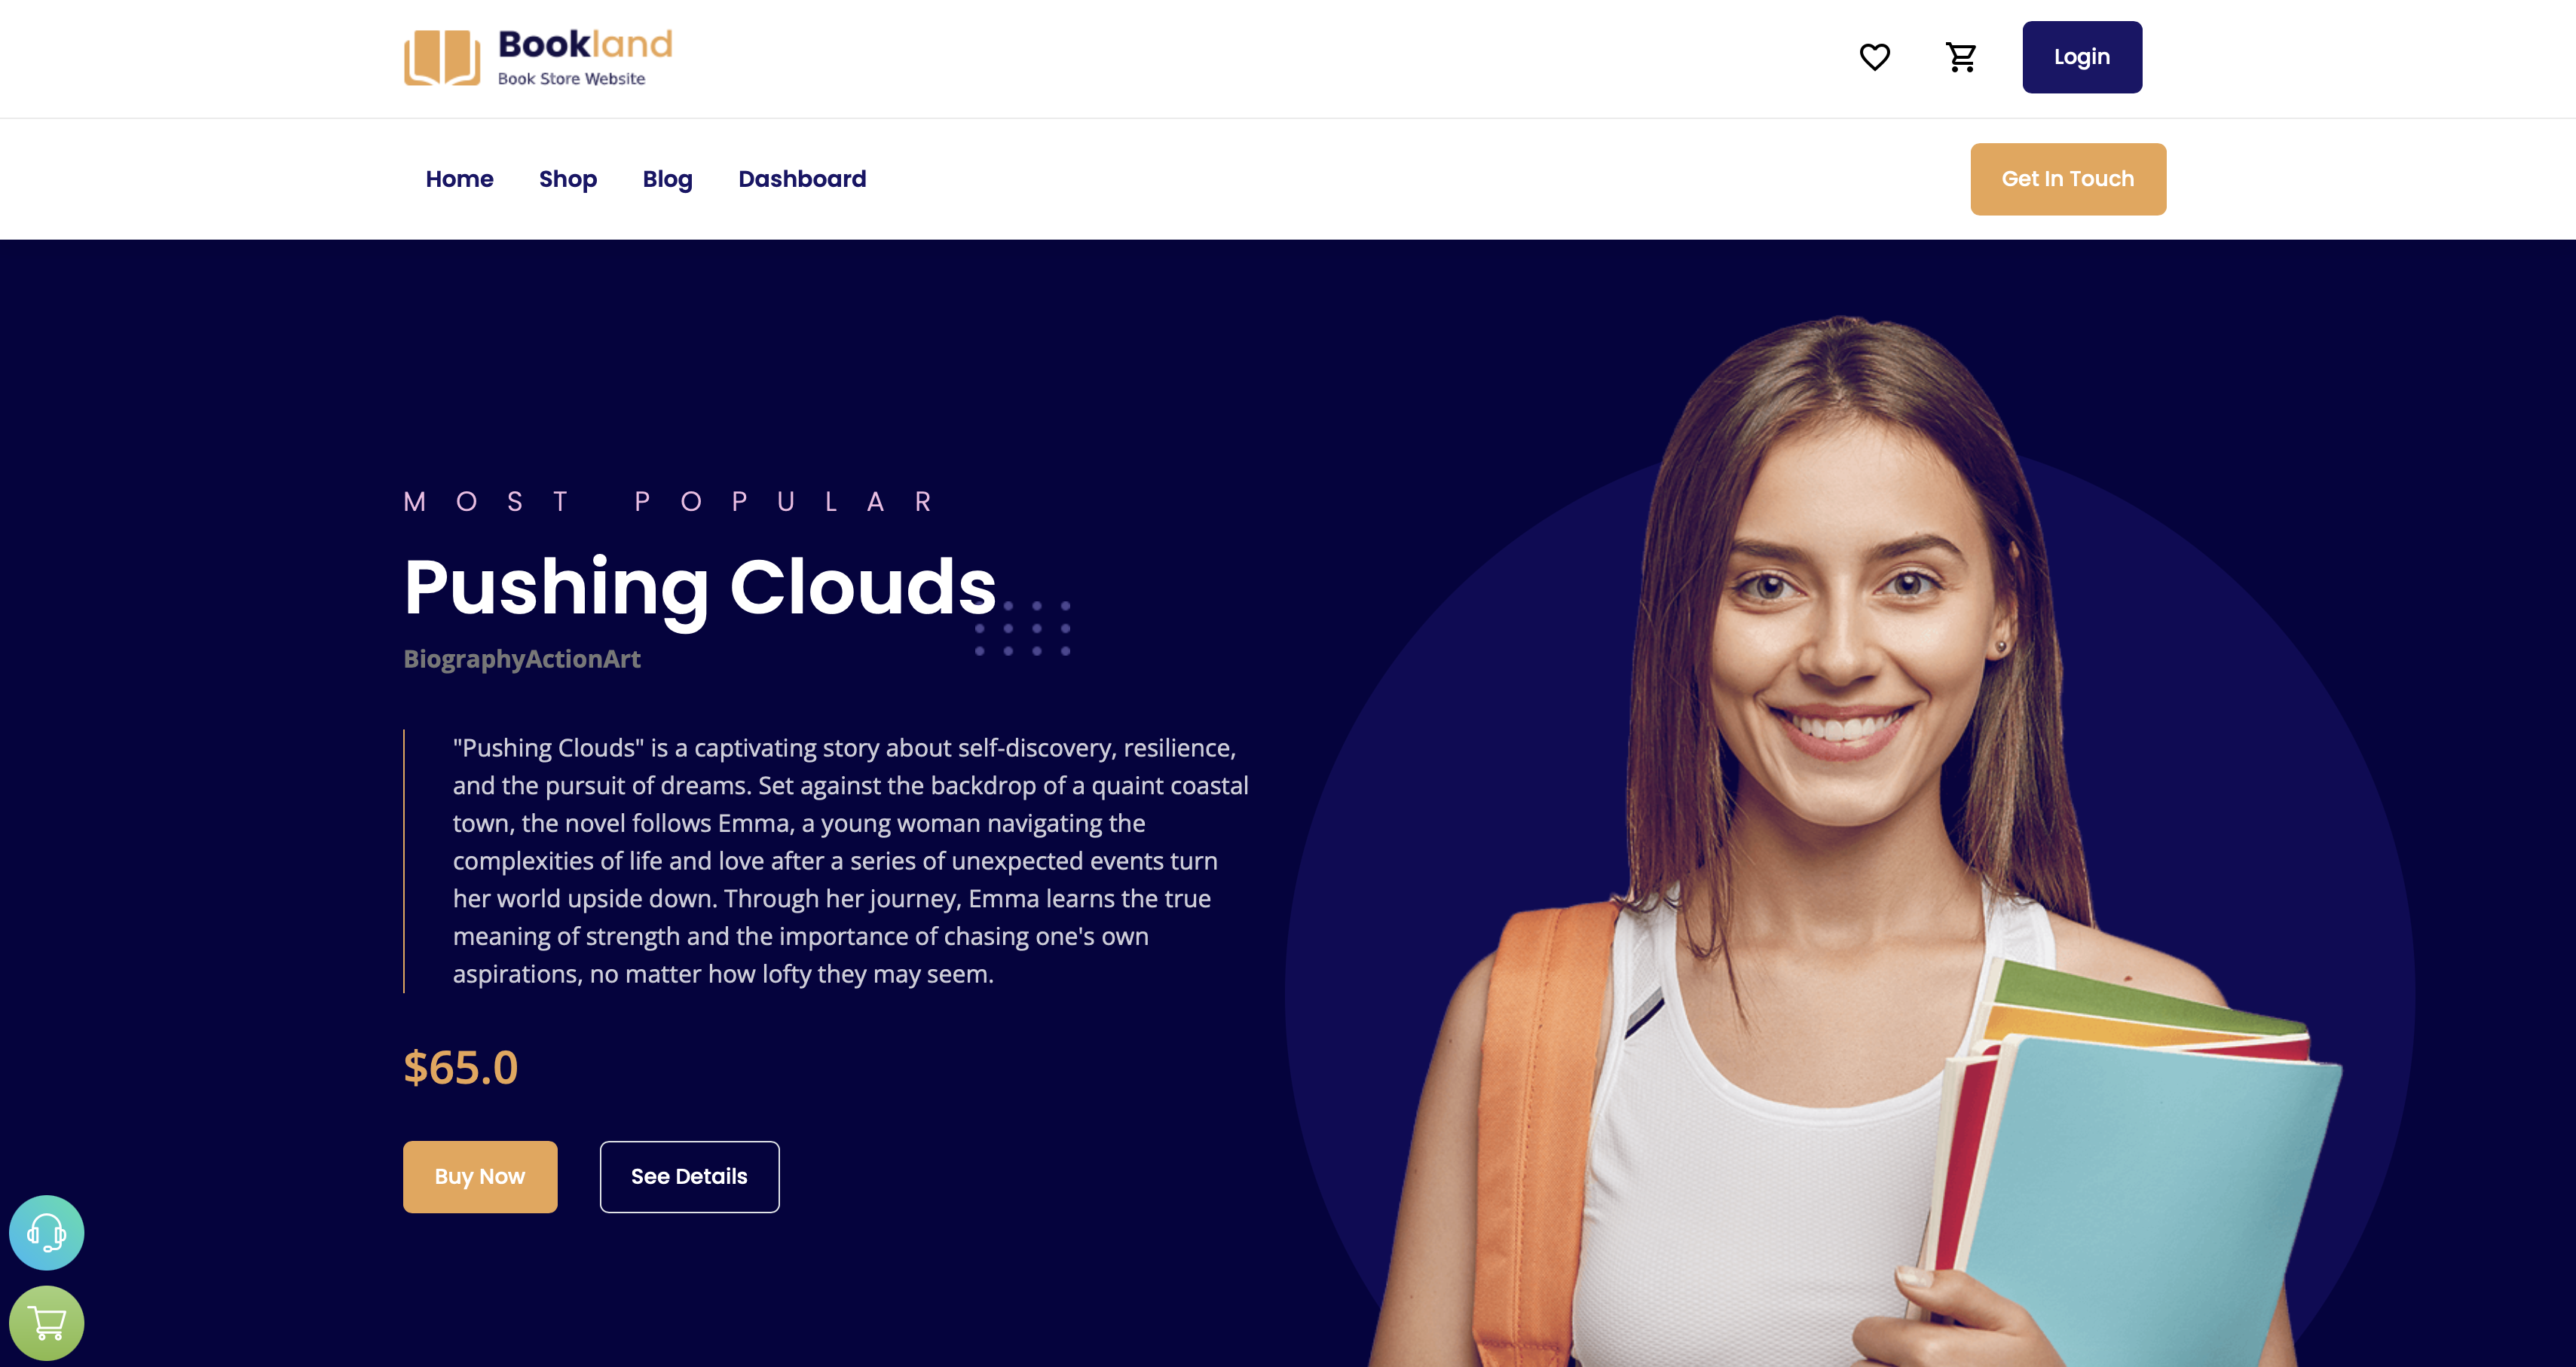 Bookland
Book Store Website
Login
Home
Shop
Blog
Dashboard
Get In Touch
MOST POPULAR
Pushing Clouds
BiographyActionArt
"Pushing Clouds" is a captivating story about self-discovery, resilience,
and the pursuit of dreams. Set against the backdrop of a quaint coastal
town, the novel follows Emma, a young woman navigating the
complexities of life and love after a series of unexpected events turn
her world upside down. Through her journey, Emma learns the true
meaning of strength and the importance of chasing one's own
aspirations, no matter how lofty they may seem.
$65.0
Buy Now
See Details